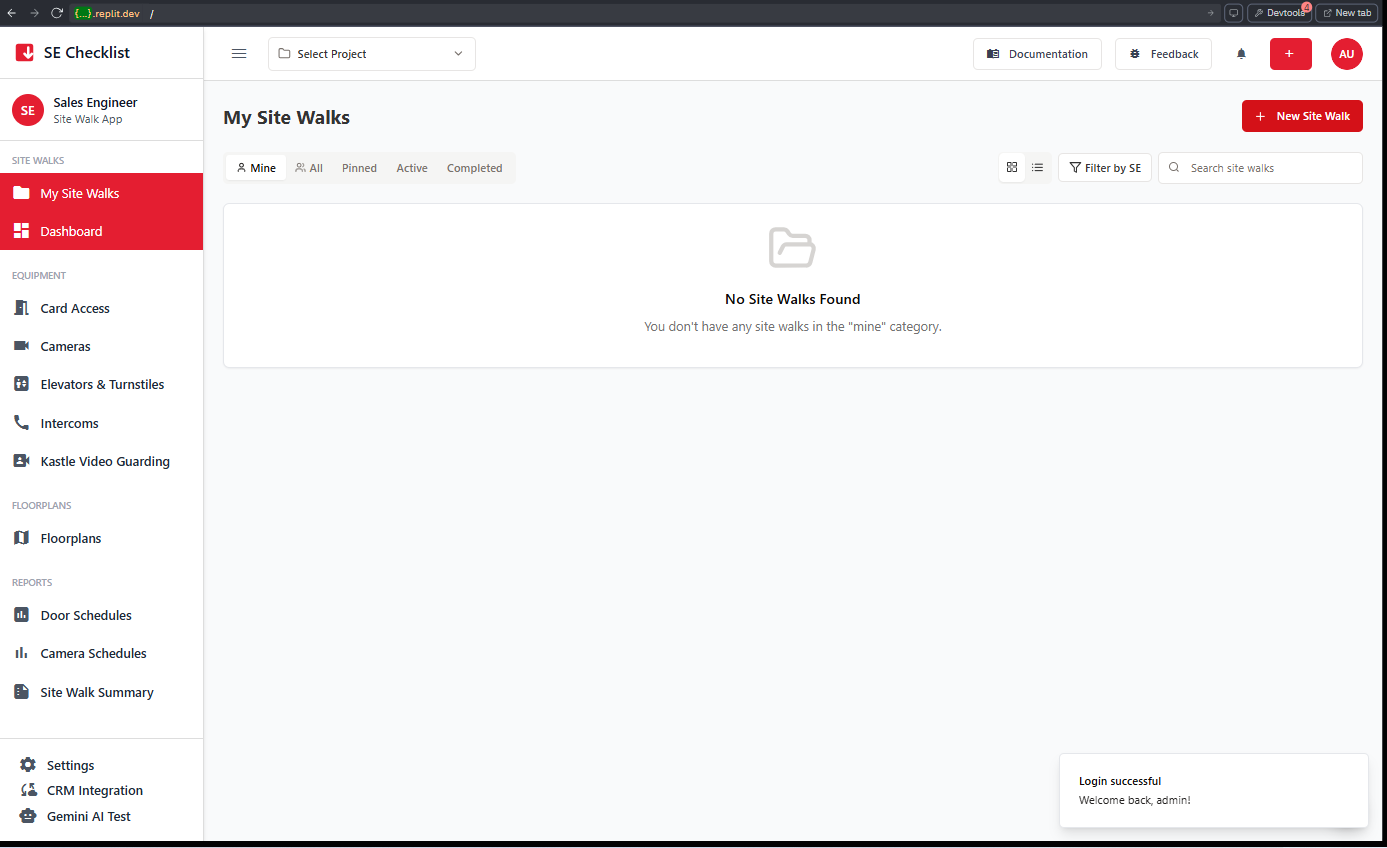 {...}.replit.dev /
Devtools 4
New tab
SE Checklist
Select Project
Documentation
Feedback
+
AU
SE
Sales Engineer
Site Walk App
SITE WALKS
My Site Walks
Dashboard
EQUIPMENT
Card Access
Cameras
Elevators & Turnstiles
Intercoms
Kastle Video Guarding
FLOORPLANS
Floorplans
REPORTS
Door Schedules
Camera Schedules
Site Walk Summary
Settings
CRM Integration
Gemini AI Test
My Site Walks
+ New Site Walk
Mine
All
Pinned
Active
Completed
Filter by SE
Search site walks
No Site Walks Found
You don't have any site walks in the "mine" category.
Login successful
Welcome back, admin!